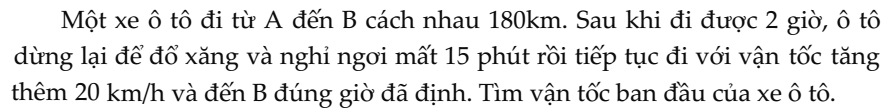 Một xe ô tô đi từ A đến B cách nhau 180km. Sau khi đi được 2 giờ, ô tô
dừng lại để đổ xăng và nghỉ ngơi mất 15 phút rồi tiếp tục đi với vận tốc tăng
thêm 20 km/h và đến B đúng giờ đã định. Tìm vận tốc ban đầu của xe ô tô.